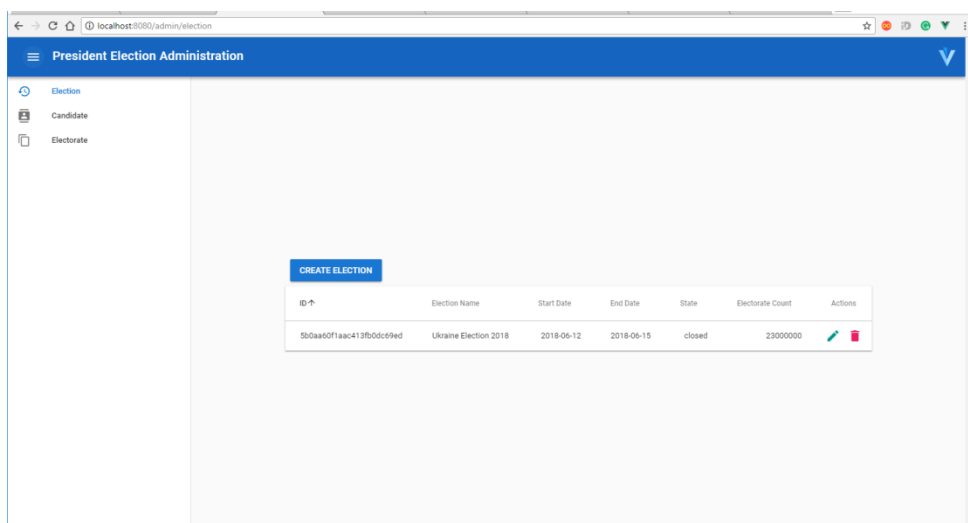 localhost:8080/admin/election
President Election Administration
Election
Candidate
Electorate
CREATE ELECTION
ID Election Name Start Date End Date State Electorate Count Actions
5b0aa60f1aac413fb0dc69ed Ukraine Election 2018 2018-06-12 2018-06-15 closed 23000000